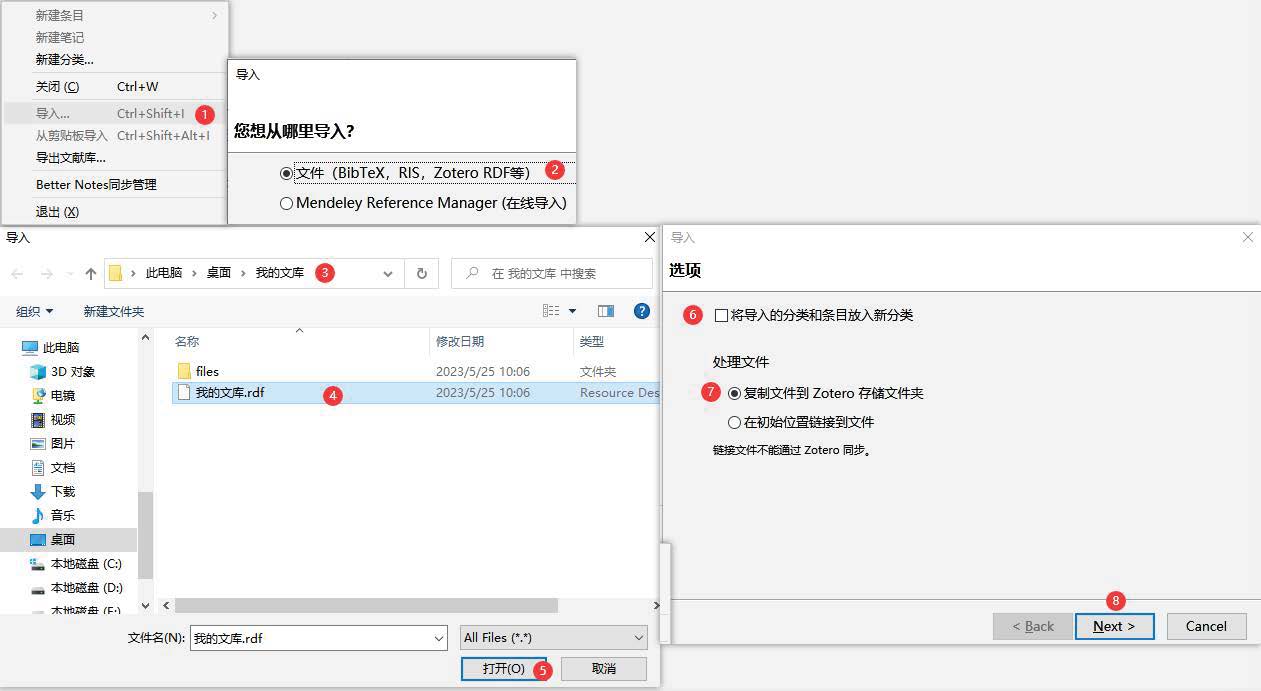 新建条目
新建笔记
新建分类...
关闭 (C) Ctrl+W
导入... Ctrl+Shift+I 1
从剪贴板导入 Ctrl+Shift+Alt+I
导出文献库...
Better Notes同步管理
退出 (X)
导入
您想从哪里导入?
文件（BibTeX，RIS，Zotero RDF等） 2
Mendeley Reference Manager (在线导入)
导入
此电脑 › 桌面 › 我的文库 3
在 我的文库 中搜索
组织 新建文件夹
此电脑
3D 对象
电镜
视频
图片
文档
下载
音乐
桌面
本地磁盘 (C:)
本地磁盘 (D:)
本地磁盘 (E:)
名称 修改日期 类型
files 2023/5/25 10:06 文件夹
我的文库.rdf 4 2023/5/25 10:06 Resource Des
文件名(N): 我的文库.rdf All Files (*.*)
打开(O) 5 取消
导入
选项
6 将导入的分类和条目放入新分类
处理文件
7 复制文件到 Zotero 存储文件夹
在初始位置链接到文件
链接文件不能通过 Zotero 同步。
8
< Back Next > Cancel